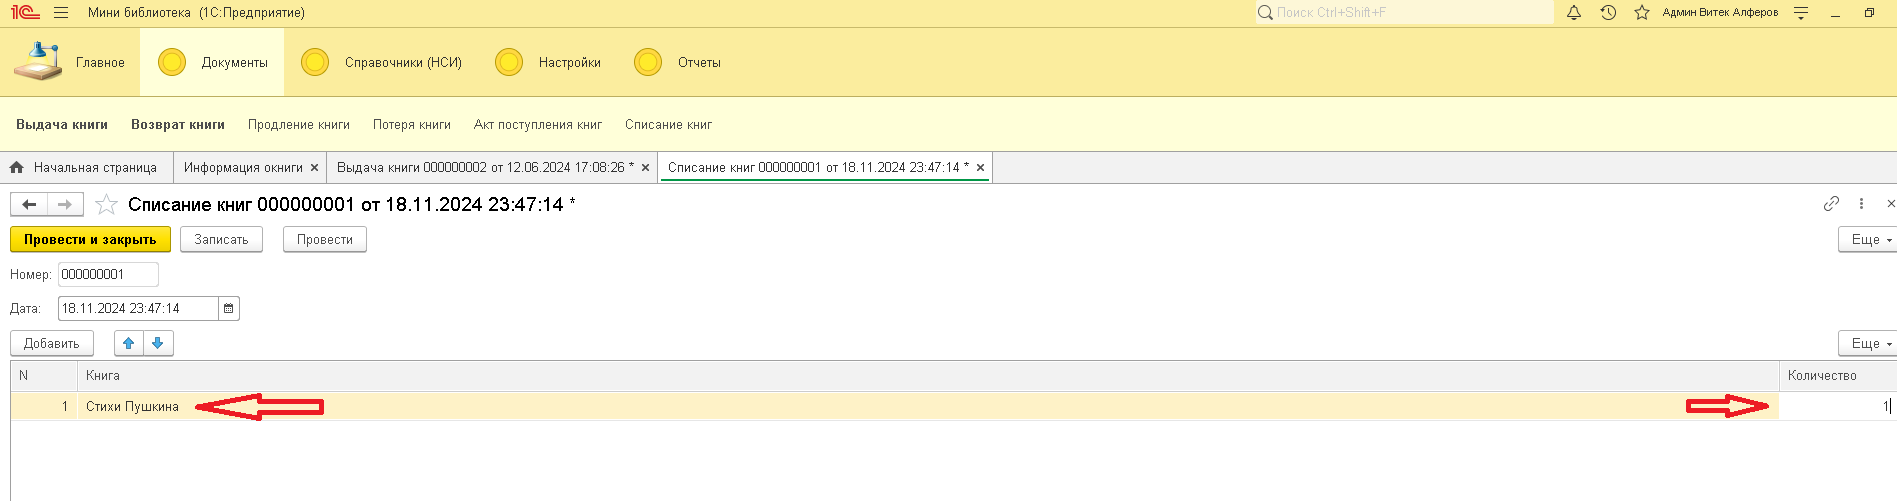 1С Мини библиотека (1С:Предприятие) Поиск Ctrl+Shift+F Админ Витек Алферов
Главное Документы Справочники (НСИ) Настройки Отчеты
Выдача книги Возврат книги Продление книги Потеря книги Акт поступления книг Списание книг
Начальная страница Информация окниги × Выдача книги 000000002 от 12.06.2024 17:08:26 * × Списание книг 000000001 от 18.11.2024 23:47:14 * ×
Списание книг 000000001 от 18.11.2024 23:47:14 *
Провести и закрыть Записать Провести Еще
Номер: 000000001
Дата: 18.11.2024 23:47:14
Добавить Еще
N Книга Количество
1 Стихи Пушкина 1